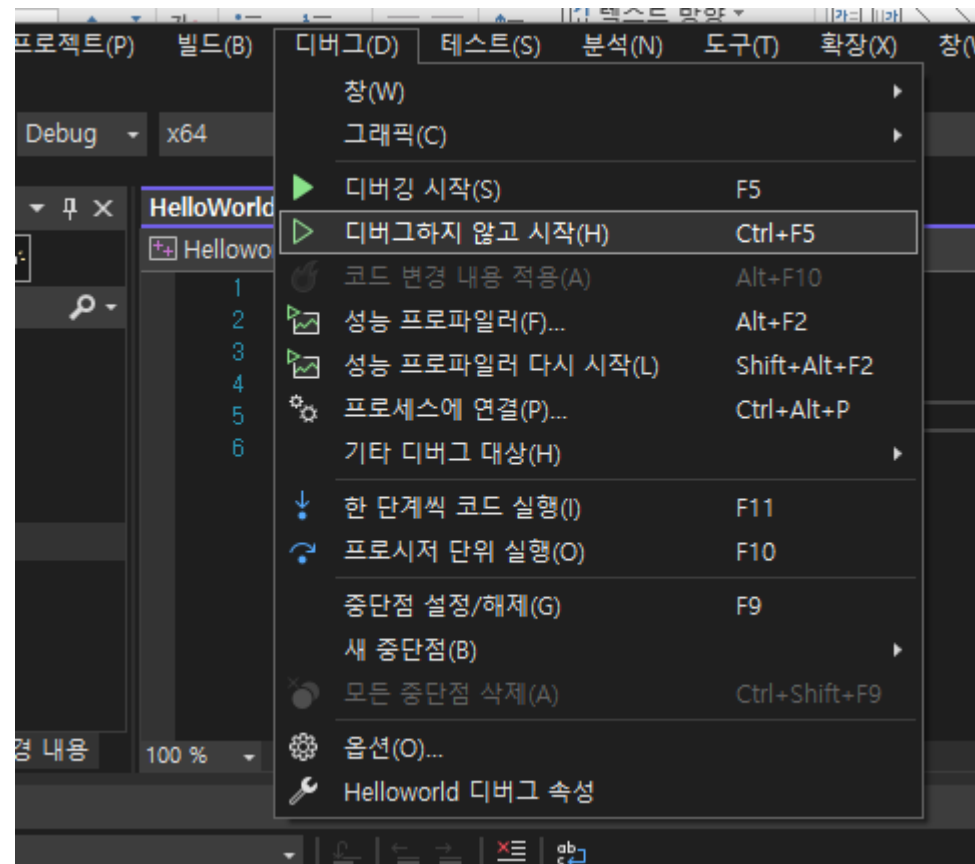 텍스트 방향
프로젝트(P) 빌드(B) 디버그(D) 테스트(S) 분석(N) 도구(T) 확장(X)
창(W)
그래픽(C)
Debug x64
디버깅 시작(S) F5
HelloWorld
디버그하지 않고 시작(H) Ctrl+F5
코드 변경 내용 적용(A) Alt+F10
1
2
성능 프로파일러(F)... Alt+F2
3
성능 프로파일러 다시 시작(L) Shift+Alt+F2
4
프로세스에 연결(P)... Ctrl+Alt+P
5
6
기타 디버그 대상(H)
한 단계씩 코드 실행(I) F11
프로시저 단위 실행(O) F10
중단점 설정/해제(G) F9
새 중단점(B)
모든 중단점 삭제(A) Ctrl+Shift+F9
내용 100 %
옵션(O)...
Helloworld 디버그 속성